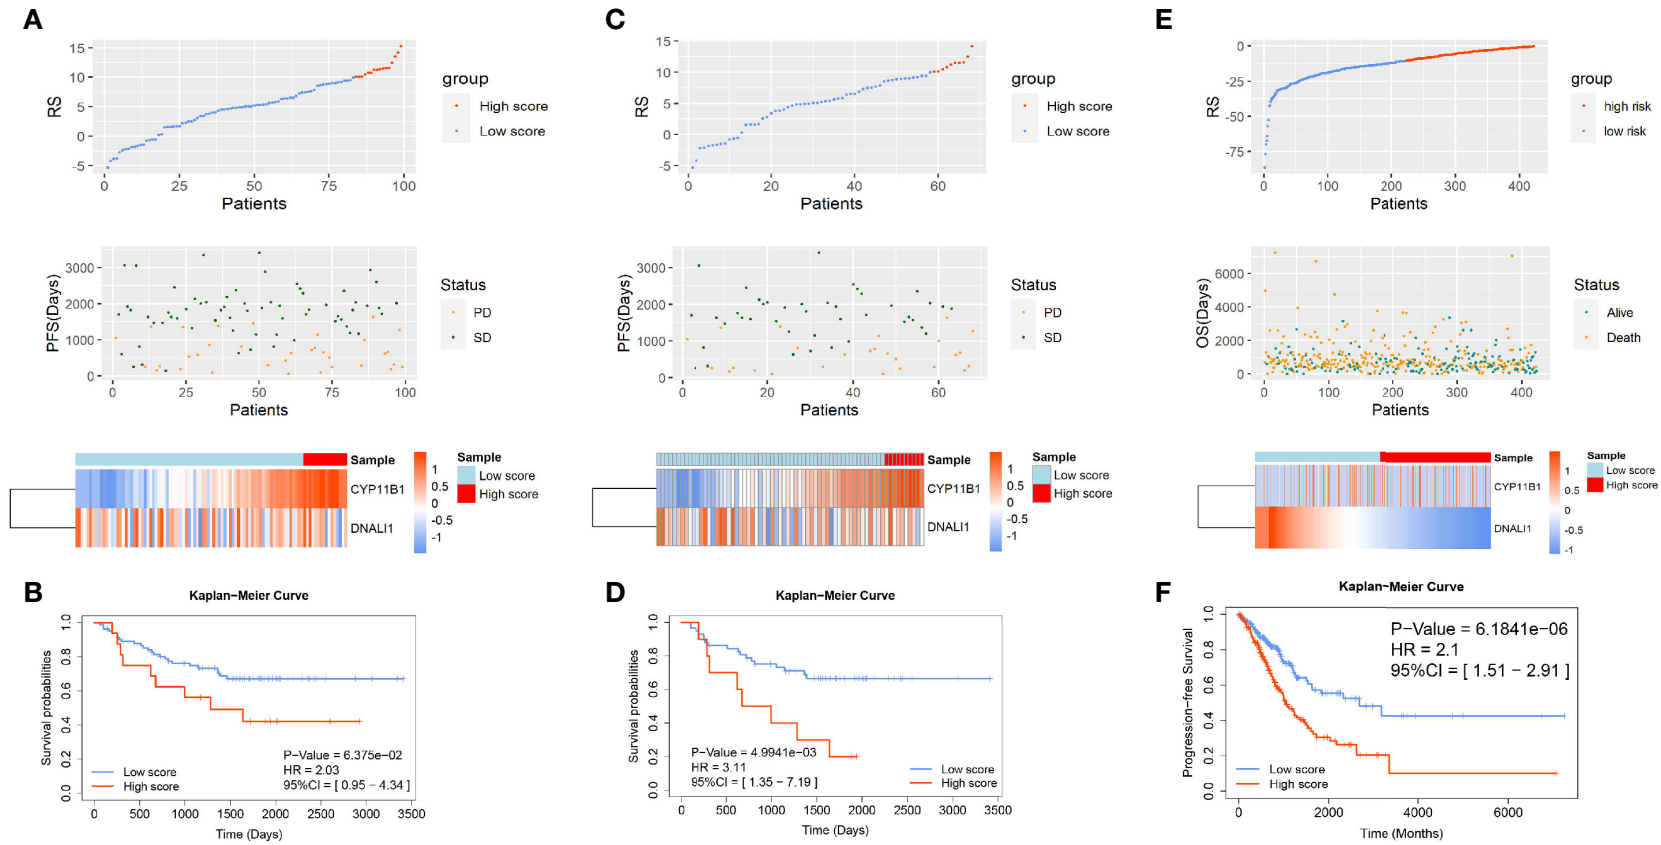 A
15
10
5
0
-5
RS
0
25
50
75
100
Patients
group
High score
Low score
3000
2000
1000
0
PFS(Days)
0
25
50
75
100
Patients
Status
PD
SD
Sample
CYP11B1
DNALI1
1
0.5
0
-0.5
-1
Sample
Low score
High score
B
Kaplan-Meier Curve
Survival probabilities
1.0
0.8
0.6
0.4
0.2
0.0
P-Value = 6.375e-02
HR = 2.03
95%CI = [ 0.95 - 4.34 ]
Low score
High score
0
500
1000
1500
2000
2500
3000
3500
Time (Days)
C
15
10
5
0
-5
RS
0
20
40
60
Patients
group
High score
Low score
3000
2000
1000
0
PFS(Days)
0
20
40
60
Patients
Status
PD
SD
Sample
CYP11B1
DNALI1
1
0.5
0
-0.5
-1
Sample
Low score
High score
D
Kaplan-Meier Curve
Survival probabilities
1.0
0.8
0.6
0.4
0.2
0.0
P-Value = 4.9941e-03
HR = 3.11
95%CI = [ 1.35 - 7.19 ]
Low score
High score
0
500
1000
1500
2000
2500
3000
3500
Time (Days)
E
0
-25
-50
-75
RS
0
100
200
300
400
Patients
group
high risk
low risk
6000
4000
2000
0
OS(Days)
0
100
200
300
400
Patients
Status
Alive
Death
Sample
CYP11B1
DNALI1
1
0.5
0
-0.5
-1
Sample
Low score
High score
F
Kaplan-Meier Curve
Progression-free Survival
1.0
0.8
0.6
0.4
0.2
0.0
P-Value = 6.1841e-06
HR = 2.1
95%CI = [ 1.51 - 2.91 ]
Low score
High score
0
2000
4000
6000
Time (Months)